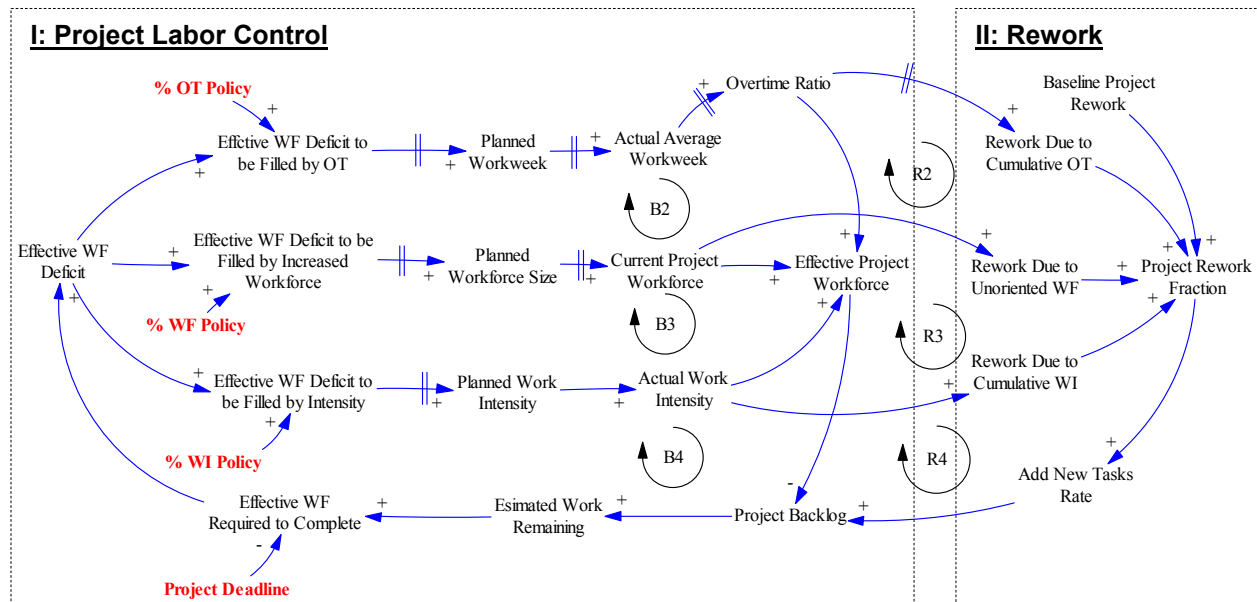 I: Project Labor Control
II: Rework
% OT Policy
+
Effective WF Deficit to
be Filled by OT
+
+
Planned
Workweek
+
Actual Average
Workweek
+
Overtime Ratio
+
Rework Due to
Cumulative OT
Baseline Project
Rework
B2
R2
Effective WF
Deficit
+
+
Effective WF Deficit to be
Filled by Increased
Workforce
+
% WF Policy
+
Planned
Workforce Size
+
Current Project
Workforce
+
Effective Project
Workforce
+
+
+
Rework Due to
Unoriented WF
+
Project Rework
Fraction
+
+
+
B3
R3
+
Effective WF Deficit to
be Filled by Intensity
+
% WI Policy
+
Planned Work
Intensity
+
Actual Work
Intensity
+
Rework Due to
Cumulative WI
B4
R4
Effective WF
Required to Complete
+
-
Project Deadline
Esimated Work
Remaining
+
-
Project Backlog
+
Add New Tasks
Rate
+